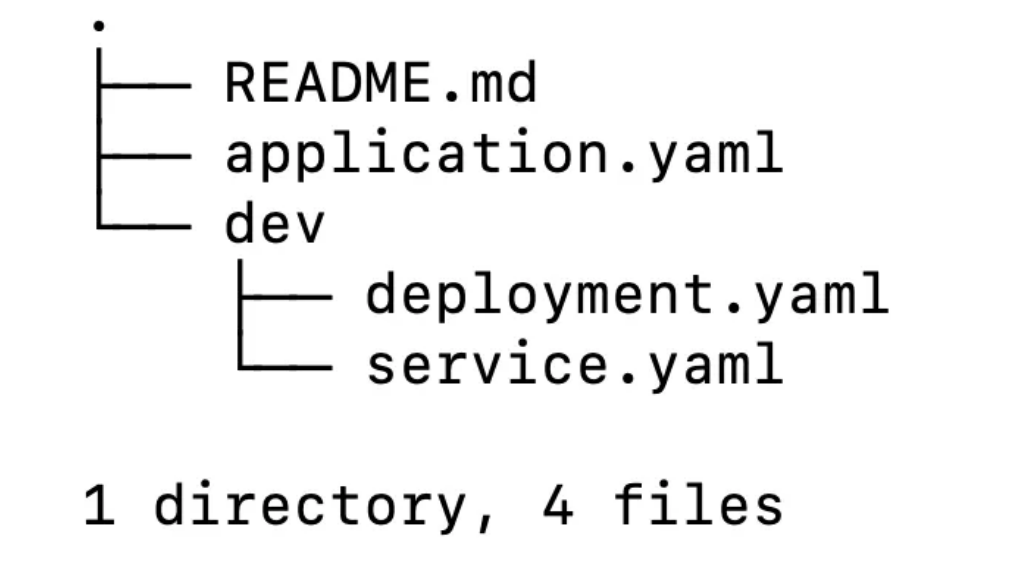 .
├── README.md
├── application.yaml
└── dev
    ├── deployment.yaml
    └── service.yaml
1 directory, 4 files